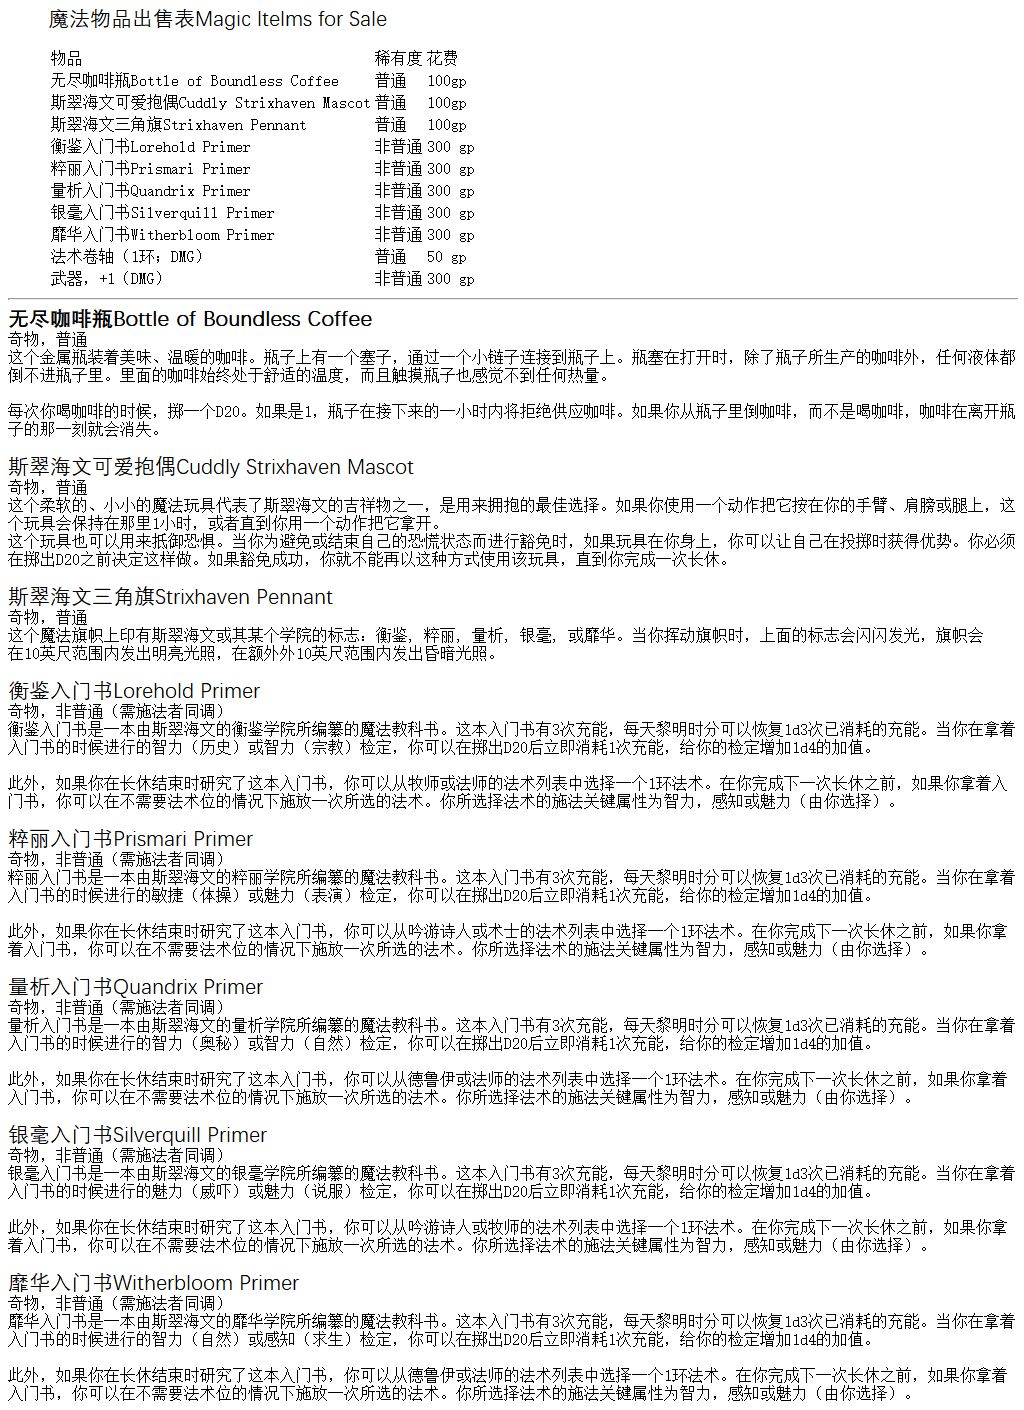 魔法物品出售表Magic Itelms for Sale
物品 稀有度 花费
无尽咖啡瓶Bottle of Boundless Coffee 普通 100gp
斯翠海文可爱抱偶Cuddly Strixhaven Mascot 普通 100gp
斯翠海文三角旗Strixhaven Pennant 普通 100gp
衡鉴入门书Lorehold Primer 非普通 300 gp
粹丽入门书Prismari Primer 非普通 300 gp
量析入门书Quandrix Primer 非普通 300 gp
银毫入门书Silverquill Primer 非普通 300 gp
靡华入门书Witherbloom Primer 非普通 300 gp
法术卷轴（1环；DMG） 普通 50 gp
武器，+1（DMG） 非普通 300 gp
无尽咖啡瓶Bottle of Boundless Coffee
奇物，普通
这个金属瓶装着美味、温暖的咖啡。瓶子上有一个塞子，通过一个小链子连接到瓶子上。瓶塞在打开时，除了瓶子所生产的咖啡外，任何液体都
倒不进瓶子里。里面的咖啡始终处于舒适的温度，而且触摸瓶子也感觉不到任何热量。
每次你喝咖啡的时候，掷一个D20。如果是1，瓶子在接下来的一小时内将拒绝供应咖啡。如果你从瓶子里倒咖啡，而不是喝咖啡，咖啡在离开瓶
子的那一刻就会消失。
斯翠海文可爱抱偶Cuddly Strixhaven Mascot
奇物，普通
这个柔软的、小小的魔法玩具代表了斯翠海文的吉祥物之一，是用来拥抱的最佳选择。如果你使用一个动作把它按在你的手臂、肩膀或腿上，这
个玩具会保持在那里1小时，或者直到你用一个动作把它拿开。
这个玩具也可以用来抵御恐惧。当你为避免或结束自己的恐慌状态而进行豁免时，如果玩具在你身上，你可以让自己在投掷时获得优势。你必须
在掷出D20之前决定这样做。如果豁免成功，你就不能再以这种方式使用该玩具，直到你完成一次长休。
斯翠海文三角旗Strixhaven Pennant
奇物，普通
这个魔法旗帜上印有斯翠海文或其某个学院的标志：衡鉴, 粹丽, 量析, 银毫, 或靡华。当你挥动旗帜时，上面的标志会闪闪发光，旗帜会
在10英尺范围内发出明亮光照，在额外外10英尺范围内发出昏暗光照。
衡鉴入门书Lorehold Primer
奇物，非普通（需施法者同调）
衡鉴入门书是一本由斯翠海文的衡鉴学院所编纂的魔法教科书。这本入门书有3次充能，每天黎明时分可以恢复1d3次已消耗的充能。当你在拿着
入门书的时候进行的智力（历史）或智力（宗教）检定，你可以在掷出D20后立即消耗1次充能，给你的检定增加1d4的加值。
此外，如果你在长休结束时研究了这本入门书，你可以从牧师或法师的法术列表中选择一个1环法术。在你完成下一次长休之前，如果你拿着入
门书，你可以在不需要法术位的情况下施放一次所选的法术。你所选择法术的施法关键属性为智力，感知或魅力（由你选择）。
粹丽入门书Prismari Primer
奇物，非普通（需施法者同调）
粹丽入门书是一本由斯翠海文的粹丽学院所编纂的魔法教科书。这本入门书有3次充能，每天黎明时分可以恢复1d3次已消耗的充能。当你在拿着
入门书的时候进行的敏捷（体操）或魅力（表演）检定，你可以在掷出D20后立即消耗1次充能，给你的检定增加1d4的加值。
此外，如果你在长休结束时研究了这本入门书，你可以从吟游诗人或术士的法术列表中选择一个1环法术。在你完成下一次长休之前，如果你拿
着入门书，你可以在不需要法术位的情况下施放一次所选的法术。你所选择法术的施法关键属性为智力，感知或魅力（由你选择）。
量析入门书Quandrix Primer
奇物，非普通（需施法者同调）
量析入门书是一本由斯翠海文的量析学院所编纂的魔法教科书。这本入门书有3次充能，每天黎明时分可以恢复1d3次已消耗的充能。当你在拿着
入门书的时候进行的智力（奥秘）或智力（自然）检定，你可以在掷出D20后立即消耗1次充能，给你的检定增加1d4的加值。
此外，如果你在长休结束时研究了这本入门书，你可以从德鲁伊或法师的法术列表中选择一个1环法术。在你完成下一次长休之前，如果你拿着
入门书，你可以在不需要法术位的情况下施放一次所选的法术。你所选择法术的施法关键属性为智力，感知或魅力（由你选择）。
银毫入门书Silverquill Primer
奇物，非普通（需施法者同调）
银毫入门书是一本由斯翠海文的银毫学院所编纂的魔法教科书。这本入门书有3次充能，每天黎明时分可以恢复1d3次已消耗的充能。当你在拿着
入门书的时候进行的魅力（威吓）或魅力（说服）检定，你可以在掷出D20后立即消耗1次充能，给你的检定增加1d4的加值。
此外，如果你在长休结束时研究了这本入门书，你可以从吟游诗人或牧师的法术列表中选择一个1环法术。在你完成下一次长休之前，如果你拿
着入门书，你可以在不需要法术位的情况下施放一次所选的法术。你所选择法术的施法关键属性为智力，感知或魅力（由你选择）。
靡华入门书Witherbloom Primer
奇物，非普通（需施法者同调）
靡华入门书是一本由斯翠海文的靡华学院所编纂的魔法教科书。这本入门书有3次充能，每天黎明时分可以恢复1d3次已消耗的充能。当你在拿着
入门书的时候进行的智力（自然）或感知（求生）检定，你可以在掷出D20后立即消耗1次充能，给你的检定增加1d4的加值。
此外，如果你在长休结束时研究了这本入门书，你可以从德鲁伊或法师的法术列表中选择一个1环法术。在你完成下一次长休之前，如果你拿着
入门书，你可以在不需要法术位的情况下施放一次所选的法术。你所选择法术的施法关键属性为智力，感知或魅力（由你选择）。